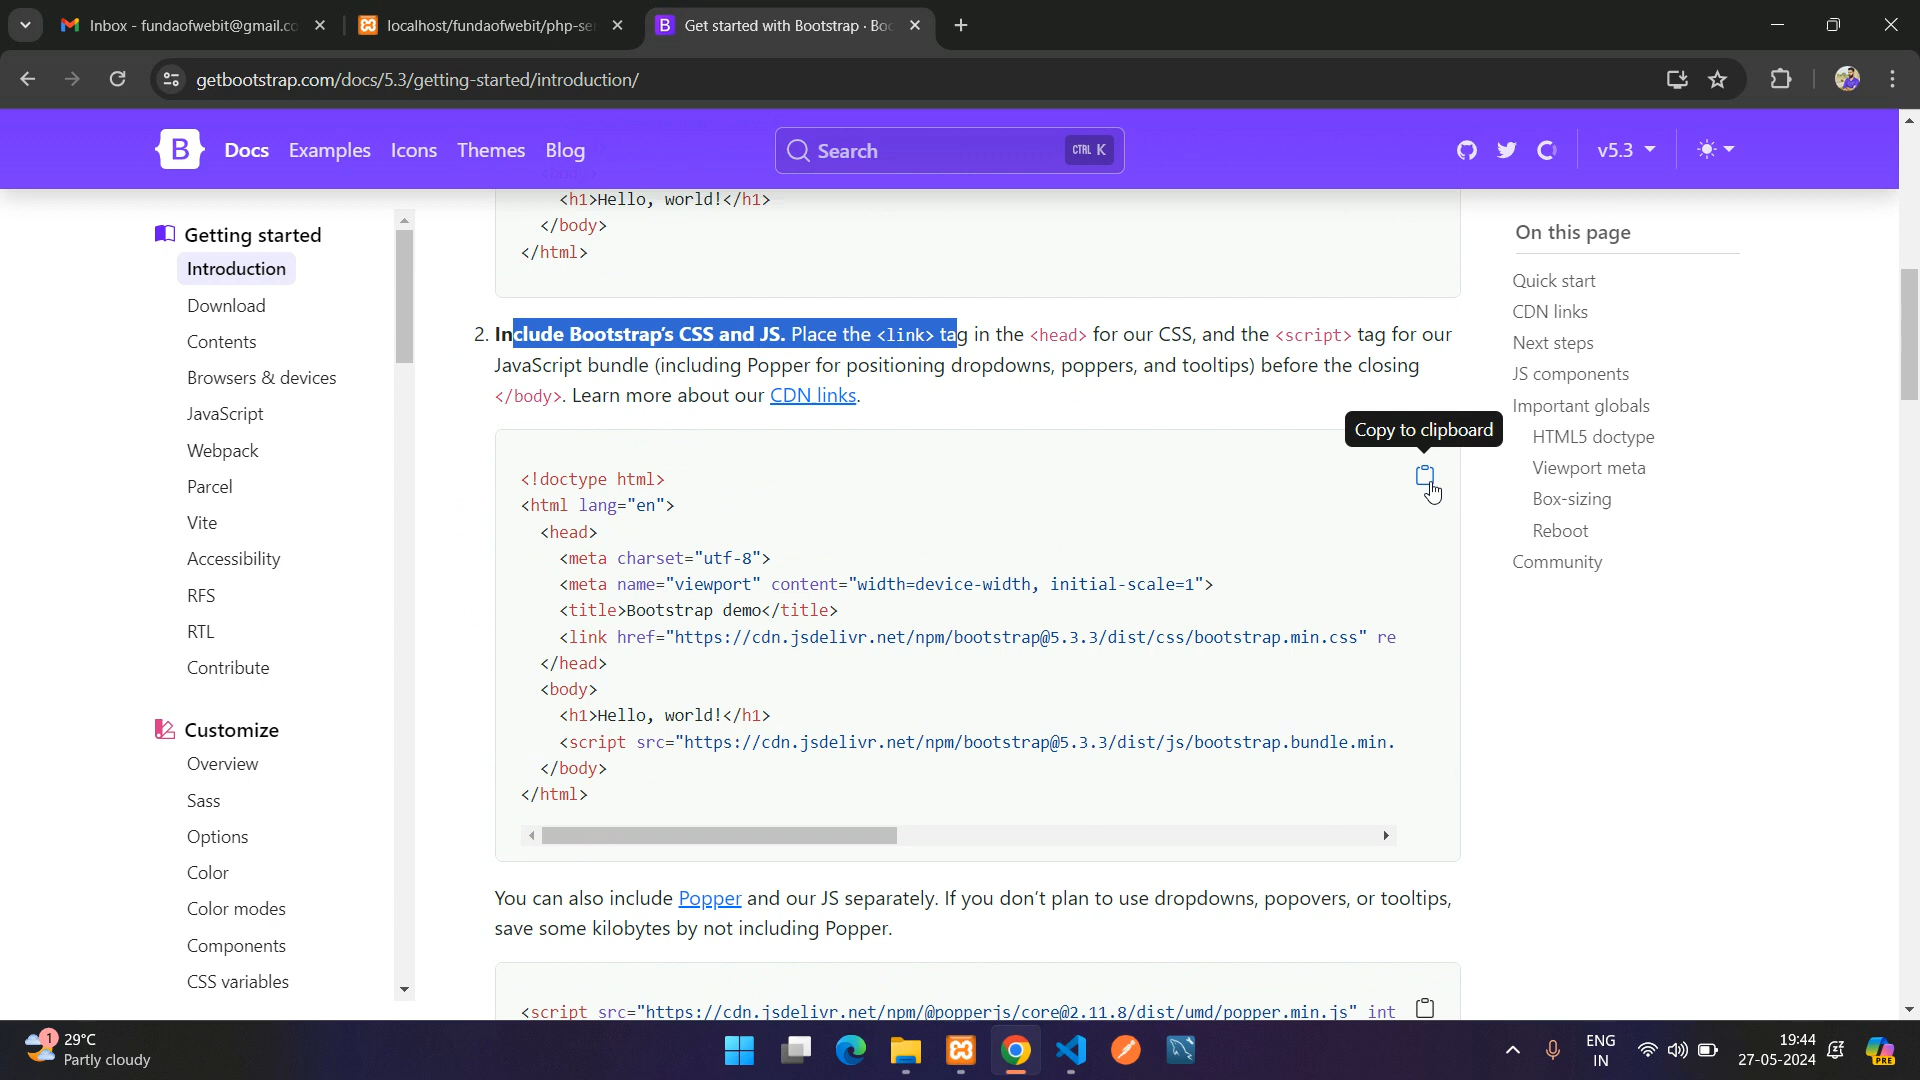 Inbox - fundaofwebit@gmail.co
localhost/fundaofwebit/php-se
Get started with Bootstrap · Boo
getbootstrap.com/docs/5.3/getting-started/introduction/
B Docs Examples Icons Themes Blog
Search CTRL K
v5.3
Getting started
Introduction
Download
Contents
Browsers & devices
JavaScript
Webpack
Parcel
Vite
Accessibility
RFS
RTL
Contribute
Customize
Overview
Sass
Options
Color
Color modes
Components
CSS variables
<h1>Hello, world!</h1>
</body>
</html>
2. Include Bootstrap's CSS and JS. Place the <link> tag in the <head> for our CSS, and the <script> tag for our
JavaScript bundle (including Popper for positioning dropdowns, poppers, and tooltips) before the closing
</body>. Learn more about our CDN links.
Copy to clipboard
<!doctype html>
<html lang="en">
<head>
<meta charset="utf-8">
<meta name="viewport" content="width=device-width, initial-scale=1">
<title>Bootstrap demo</title>
<link href="https://cdn.jsdelivr.net/npm/bootstrap@5.3.3/dist/css/bootstrap.min.css" re
</head>
<body>
<h1>Hello, world!</h1>
<script src="https://cdn.jsdelivr.net/npm/bootstrap@5.3.3/dist/js/bootstrap.bundle.min.
</body>
</html>
You can also include Popper and our JS separately. If you don't plan to use dropdowns, popovers, or tooltips,
save some kilobytes by not including Popper.
<script src="https://cdn.jsdelivr.net/npm/@popperjs/core@2.11.8/dist/umd/popper.min.js" int
On this page
Quick start
CDN links
Next steps
JS components
Important globals
HTML5 doctype
Viewport meta
Box-sizing
Reboot
Community
1
29°C
Partly cloudy
ENG
IN
19:44
27-05-2024
PRE